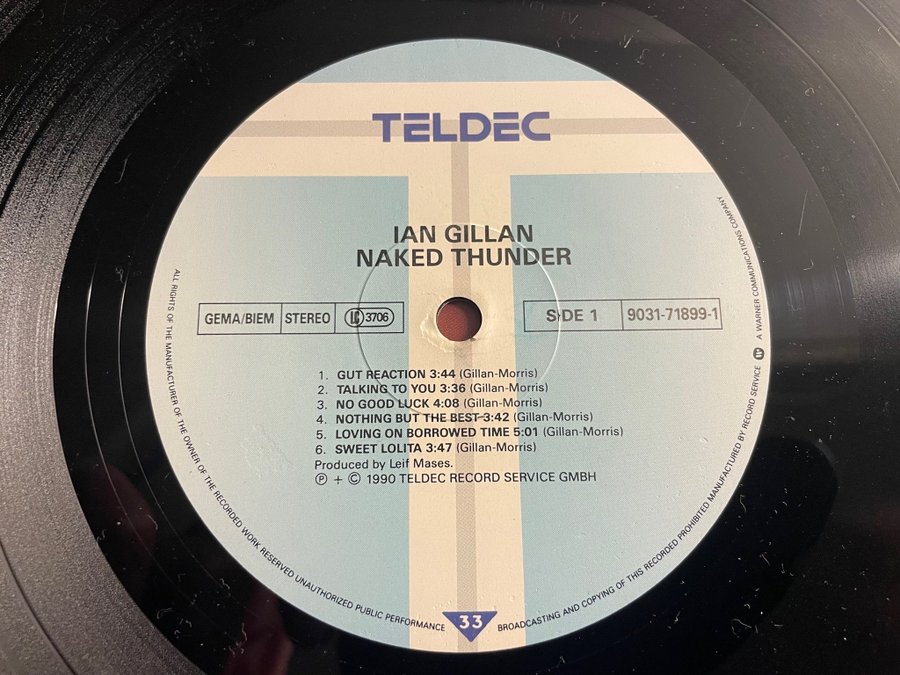 TELDEC
IAN GILLAN
NAKED THUNDER
GEMA/BIEM STEREO LC 3706
SIDE 1 9031-71899-1
1. GUT REACTION 3:44 (Gillan-Morris)
2. TALKING TO YOU 3:36 (Gillan-Morris)
3. NO GOOD LUCK 4:08 (Gillan-Morris)
4. NOTHING BUT THE BEST 3:42 (Gillan-Morris)
5. LOVING ON BORROWED TIME 5:01 (Gillan-Morris)
6. SWEET LOLITA 3:47 (Gillan-Morris)
Produced by Leif Mases.
Ⓟ + © 1990 TELDEC RECORD SERVICE GMBH
ALL RIGHTS OF THE MANUFACTURER OF THE OWNER OF THE RECORDED WORK RESERVED UNAUTHORIZED PUBLIC PERFORMANCE
33
BROADCASTING AND COPYING OF THIS RECORD PROHIBITED MANUFACTURED BY RECORD SERVICE A WARNER COMMUNICATIONS COMPANY